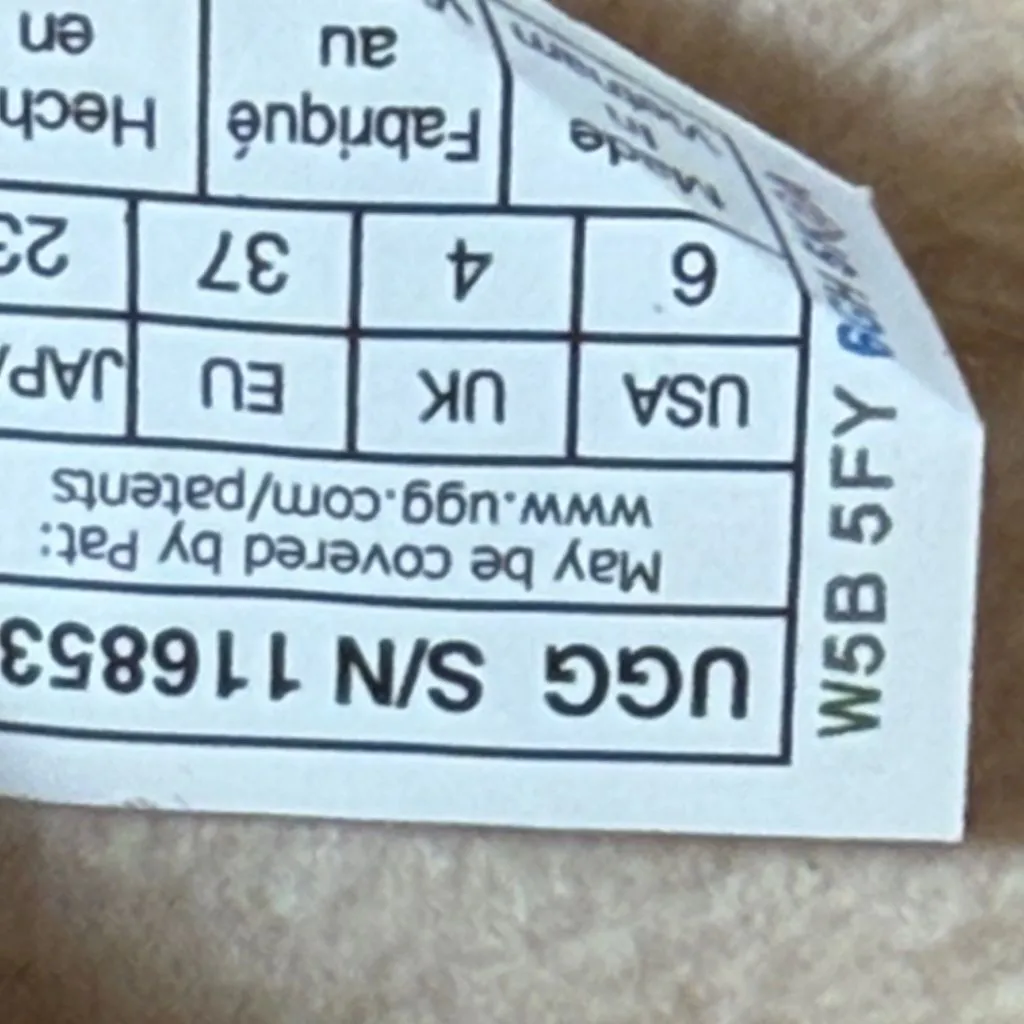 UGG S/N 116853
May be covered by Pat:
www.ugg.com/patents
USA UK EU JAP/
6 4 37 23
Made Fabriqué Hech
in au en
Vietnam
W5B 5FY